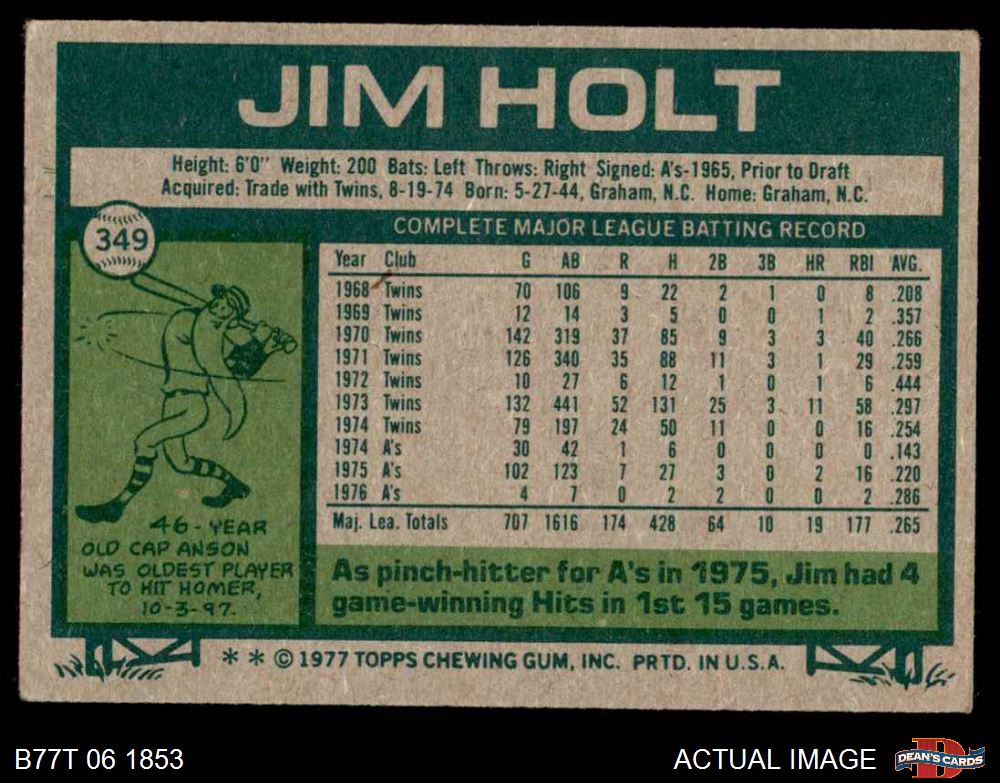 JIM HOLT
Height: 6'0" Weight: 200 Bats: Left Throws: Right Signed: A's-1965, Prior to Draft
Acquired: Trade with Twins, 8-19-74 Born: 5-27-44, Graham, N.C. Home: Graham, N.C.
349
COMPLETE MAJOR LEAGUE BATTING RECORD
Year Club G AB R H 2B 3B HR RBI AVG.
1968 Twins 70 106 9 22 2 1 0 8 .208
1969 Twins 12 14 3 5 0 0 1 2 .357
1970 Twins 142 319 37 85 9 3 3 40 .266
1971 Twins 126 340 35 88 11 3 1 29 .259
1972 Twins 10 27 6 12 1 0 1 6 .444
1973 Twins 132 441 52 131 25 3 11 58 .297
1974 Twins 79 197 24 50 11 0 0 16 .254
1974 A's 30 42 1 6 0 0 0 0 .143
1975 A's 102 123 7 27 3 0 2 16 .220
1976 A's 4 7 0 2 2 0 0 2 .286
Maj. Lea. Totals 707 1616 174 428 64 10 19 177 .265
46-YEAR
OLD CAP ANSON
WAS OLDEST PLAYER
TO HIT HOMER,
10-3-97.
As pinch-hitter for A's in 1975, Jim had 4
game-winning Hits in 1st 15 games.
* * © 1977 TOPPS CHEWING GUM, INC. PRTD. IN U.S.A.
B77T 06 1853
ACTUAL IMAGE
D
DEAN'S CARDS